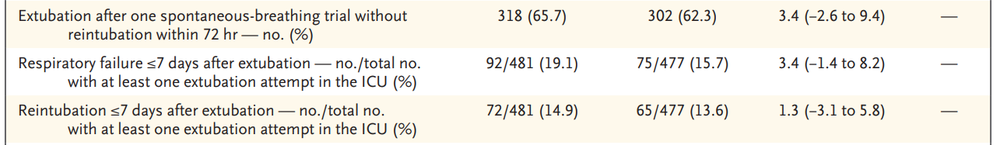 Extubation after one spontaneous-breathing trial without 318 (65.7) 302 (62.3) 3.4 (–2.6 to 9.4) —
reintubation within 72 hr — no. (%)
Respiratory failure ≤7 days after extubation — no./total no. 92/481 (19.1) 75/477 (15.7) 3.4 (–1.4 to 8.2) —
with at least one extubation attempt in the ICU (%)
Reintubation ≤7 days after extubation — no./total no. 72/481 (14.9) 65/477 (13.6) 1.3 (–3.1 to 5.8) —
with at least one extubation attempt in the ICU (%)